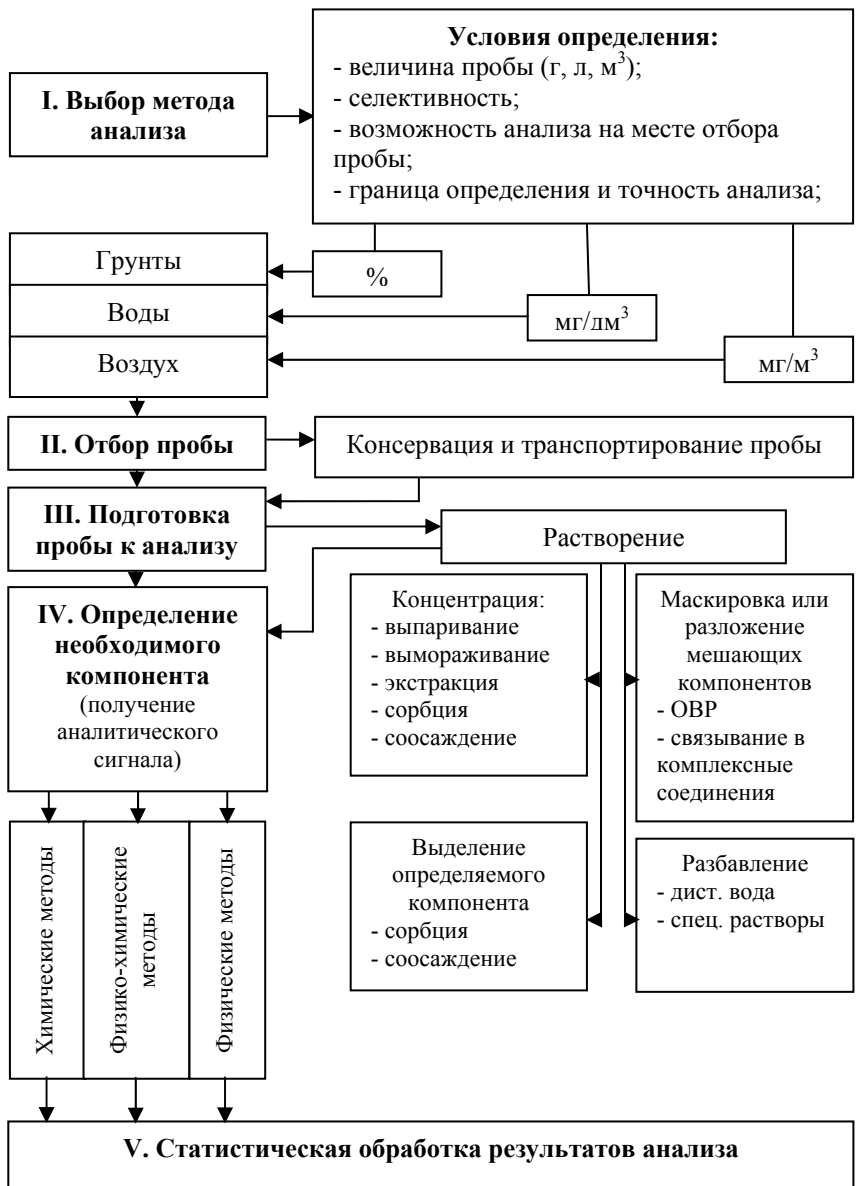 Условия определения:
- величина пробы (г, л, м³);
- селективность;
- возможность анализа на месте отбора
пробы;
- граница определения и точность анализа;
I. Выбор метода
анализа
Грунты
%
Воды
мг/дм³
Воздух
мг/м³
II. Отбор пробы
Консервация и транспортирование пробы
III. Подготовка
пробы к анализу
Растворение
IV. Определение
необходимого
компонента
(получение
аналитического
сигнала)
Концентрация:
- выпаривание
- вымораживание
- экстракция
- сорбция
- соосаждение
Маскировка или
разложение
мешающих
компонентов
- ОВР
- связывание в
комплексные
соединения
Химические методы
Физико-химические
методы
Физические методы
Выделение
определяемого
компонента
- сорбция
- соосаждение
Разбавление
- дист. вода
- спец. растворы
V. Статистическая обработка результатов анализа